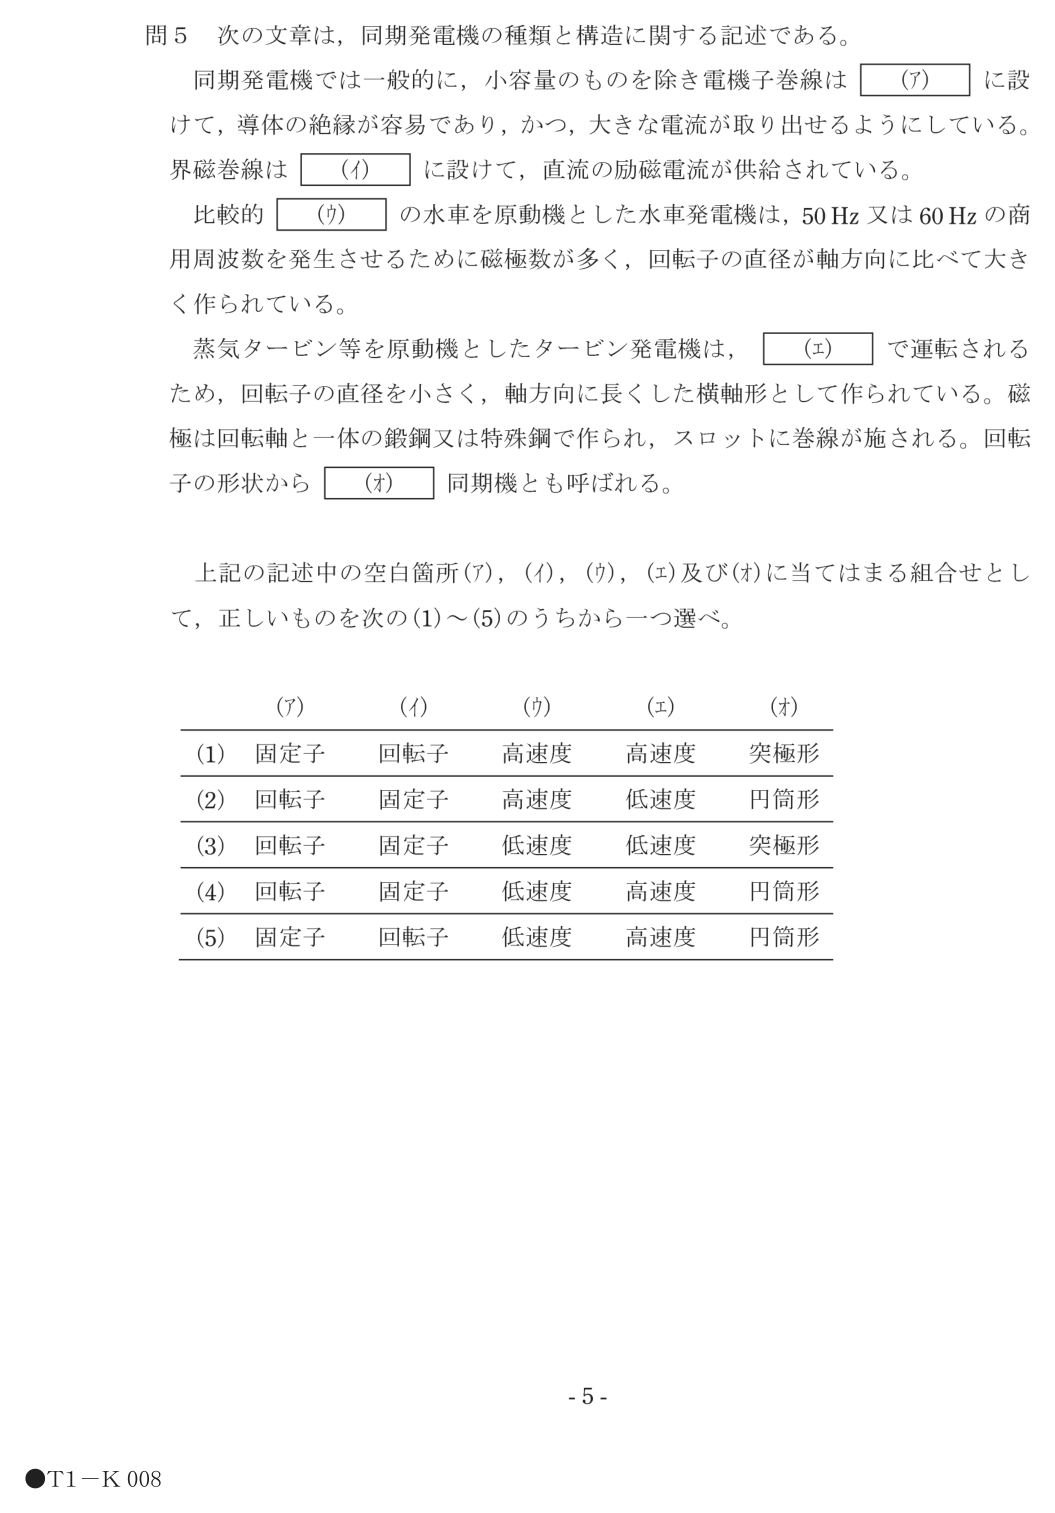 問５　次の文章は，同期発電機の種類と構造に関する記述である。
同期発電機では一般的に，小容量のものを除き電機子巻線は (ｱ) に設
けて，導体の絶縁が容易であり，かつ，大きな電流が取り出せるようにしている。
界磁巻線は (ｲ) に設けて，直流の励磁電流が供給されている。
比較的 (ｳ) の水車を原動機とした水車発電機は，50 Hz 又は 60 Hz の商
用周波数を発生させるために磁極数が多く，回転子の直径が軸方向に比べて大き
く作られている。
蒸気タービン等を原動機としたタービン発電機は， (ｴ) で運転される
ため，回転子の直径を小さく，軸方向に長くした横軸形として作られている。磁
極は回転軸と一体の鍛鋼又は特殊鋼で作られ，スロットに巻線が施される。回転
子の形状から (ｵ) 同期機とも呼ばれる。
上記の記述中の空白箇所(ｱ)，(ｲ)，(ｳ)，(ｴ)及び(ｵ)に当てはまる組合せとし
て，正しいものを次の(1)～(5)のうちから一つ選べ。
(ｱ) (ｲ) (ｳ) (ｴ) (ｵ)
(1) 固定子 回転子 高速度 高速度 突極形
(2) 回転子 固定子 高速度 低速度 円筒形
(3) 回転子 固定子 低速度 低速度 突極形
(4) 回転子 固定子 低速度 高速度 円筒形
(5) 固定子 回転子 低速度 高速度 円筒形
- 5 -
●T1－K 008